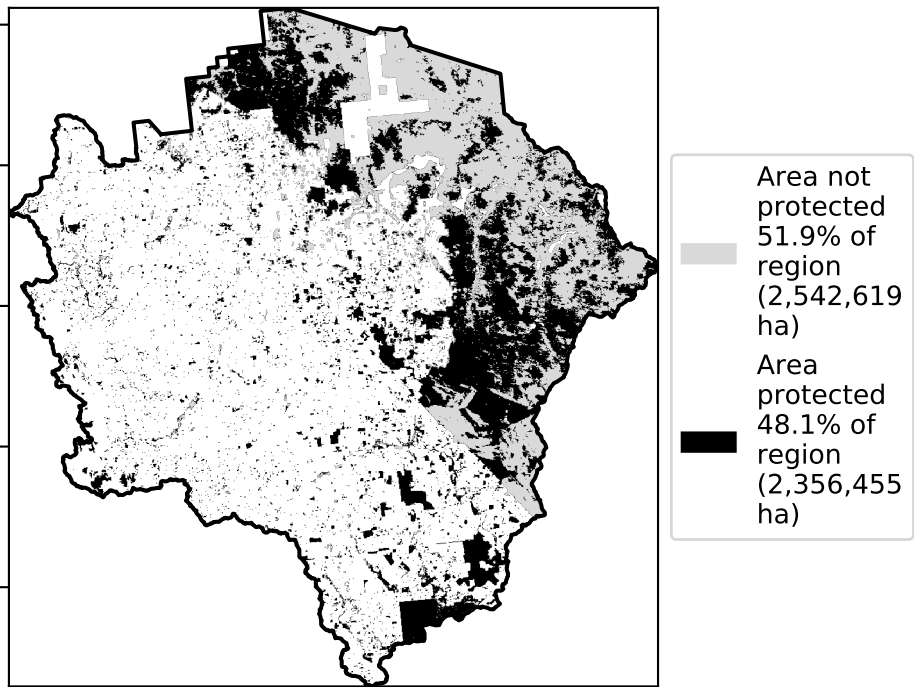 Area not
protected
51.9% of
region
(2,542,619
ha)
Area
protected
48.1% of
region
(2,356,455
ha)